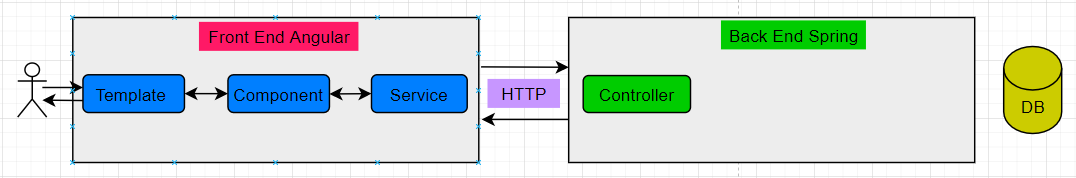 Front End Angular
Back End Spring
Template
Component
Service
HTTP
Controller
DB